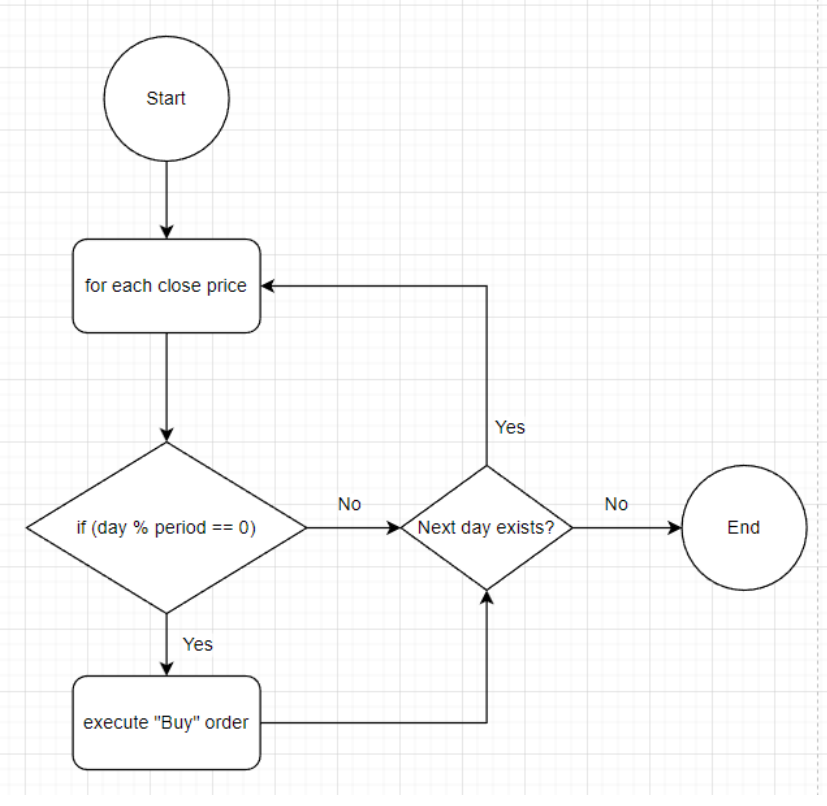 Start
for each close price
Yes
if (day % period == 0)
No
Next day exists?
No
End
Yes
execute "Buy" order